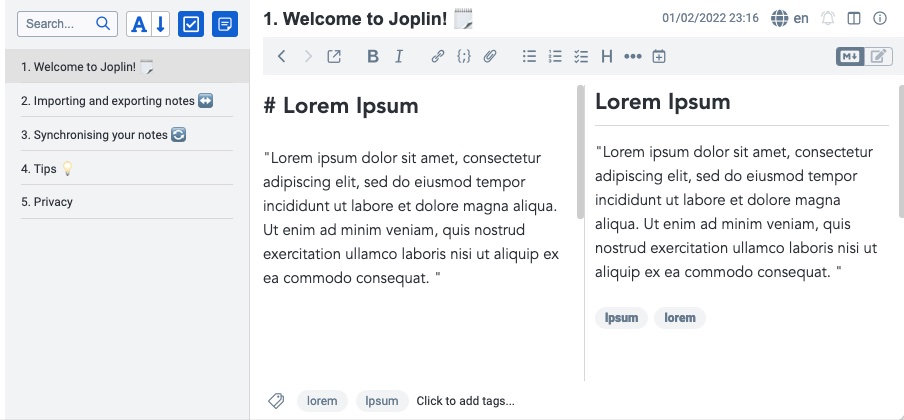 Search...
A
1. Welcome to Joplin! 🗒️
2. Importing and exporting notes ↔️
3. Synchronising your notes 🔄
4. Tips 💡
5. Privacy
1. Welcome to Joplin! 🗒️
01/02/2022 23:16
en
B I {;} H
M↓
# Lorem Ipsum
"Lorem ipsum dolor sit amet, consectetur
adipiscing elit, sed do eiusmod tempor
incididunt ut labore et dolore magna aliqua.
Ut enim ad minim veniam, quis nostrud
exercitation ullamco laboris nisi ut aliquip ex
ea commodo consequat. "
Lorem Ipsum
"Lorem ipsum dolor sit amet, consectetur
adipiscing elit, sed do eiusmod tempor
incididunt ut labore et dolore magna
aliqua. Ut enim ad minim veniam, quis
nostrud exercitation ullamco laboris nisi ut
aliquip ex ea commodo consequat. "
Ipsum lorem
lorem Ipsum Click to add tags...